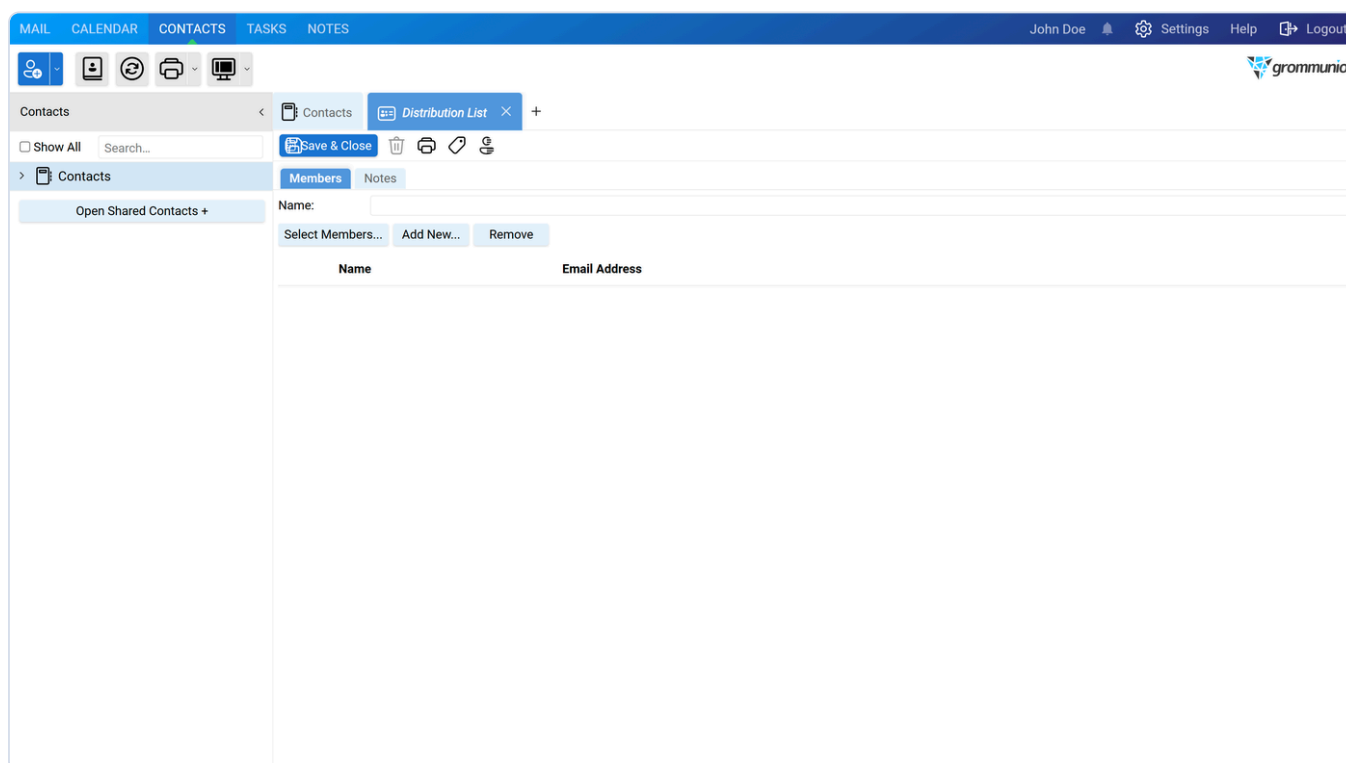 MAIL CALENDAR CONTACTS TASKS NOTES John Doe Settings Help Logout
grommunio
Contacts Contacts Distribution List
Show All Search... Save & Close
Contacts Members Notes
Open Shared Contacts + Name:
Select Members... Add New... Remove
Name Email Address